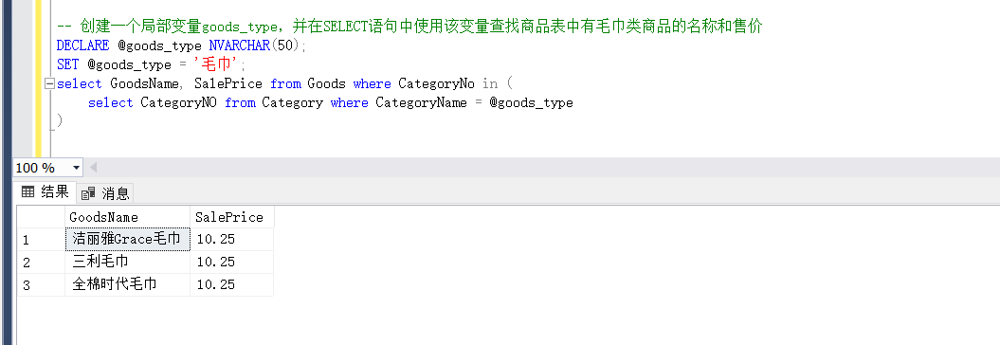 -- 创建一个局部变量goods_type，并在SELECT语句中使用该变量查找商品表中有毛巾类商品的名称和售价
DECLARE @goods_type NVARCHAR(50);
SET @goods_type = '毛巾';
select GoodsName, SalePrice from Goods where CategoryNo in (
select CategoryNO from Category where CategoryName = @goods_type
)
100 %
结果 消息
GoodsName SalePrice
1 洁丽雅Grace毛巾 10.25
2 三利毛巾 10.25
3 全棉时代毛巾 10.25